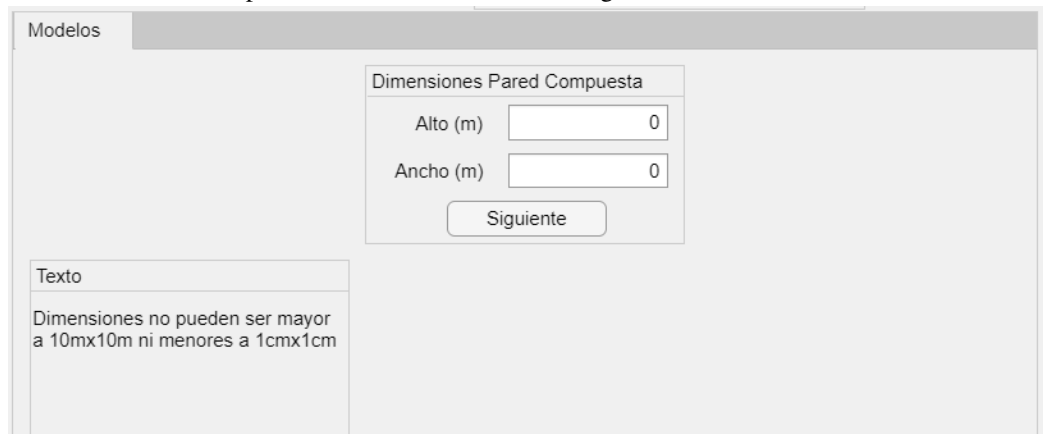 Modelos
Dimensiones Pared Compuesta
Alto (m) 0
Ancho (m) 0
Siguiente
Texto
Dimensiones no pueden ser mayor
a 10mx10m ni menores a 1cmx1cm